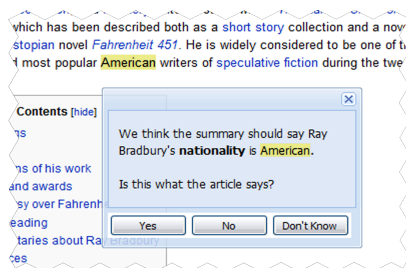 which has been described both as a short story collection and a nov
stopian novel Fahrenheit 451. He is widely considered to be one of t
most popular American writers of speculative fiction during the twe
Contents [hide]
ns
ns of his work
and awards
sy over Fahrenhe
eading
taries about Ray Bradbury
ces
We think the summary should say Ray
Bradbury's nationality is American.
Is this what the article says?
Yes No Don't Know